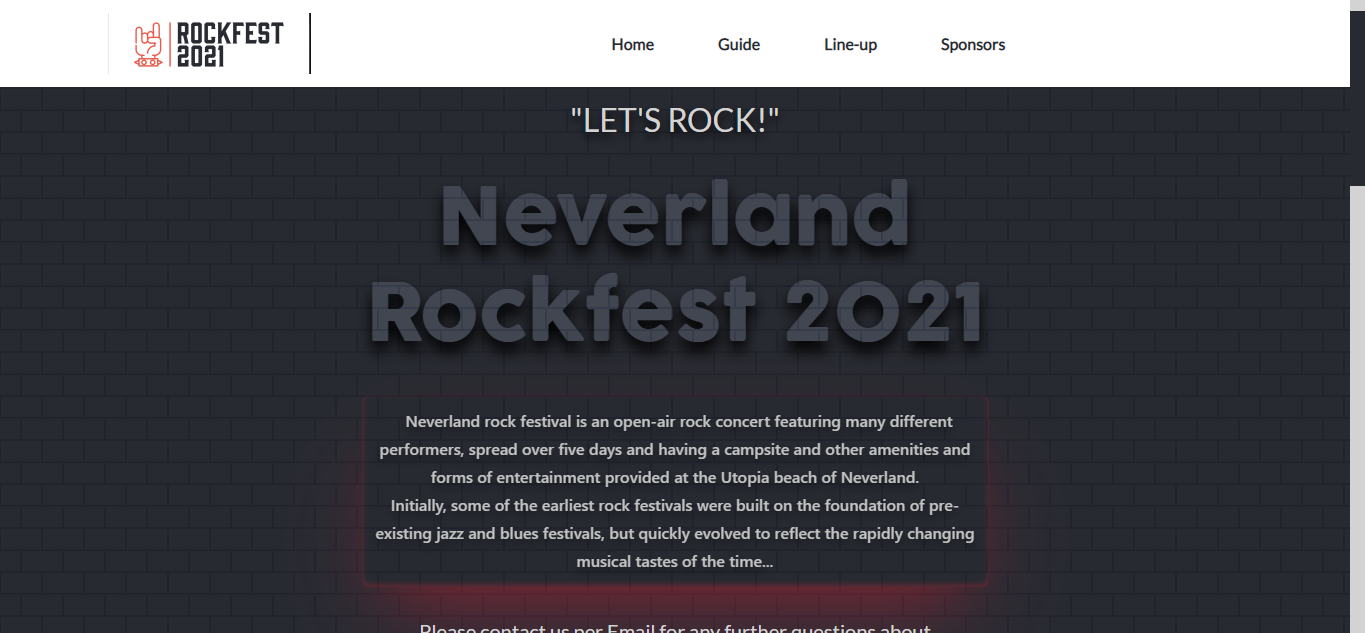 ROCKFEST
2021
Home Guide Line-up Sponsors
"LET'S ROCK!"
Neverland
Rockfest 2021
Neverland rock festival is an open-air rock concert featuring many different
performers, spread over five days and having a campsite and other amenities and
forms of entertainment provided at the Utopia beach of Neverland.
Initially, some of the earliest rock festivals were built on the foundation of pre-
existing jazz and blues festivals, but quickly evolved to reflect the rapidly changing
musical tastes of the time...
Please contact us per Email for any further questions about